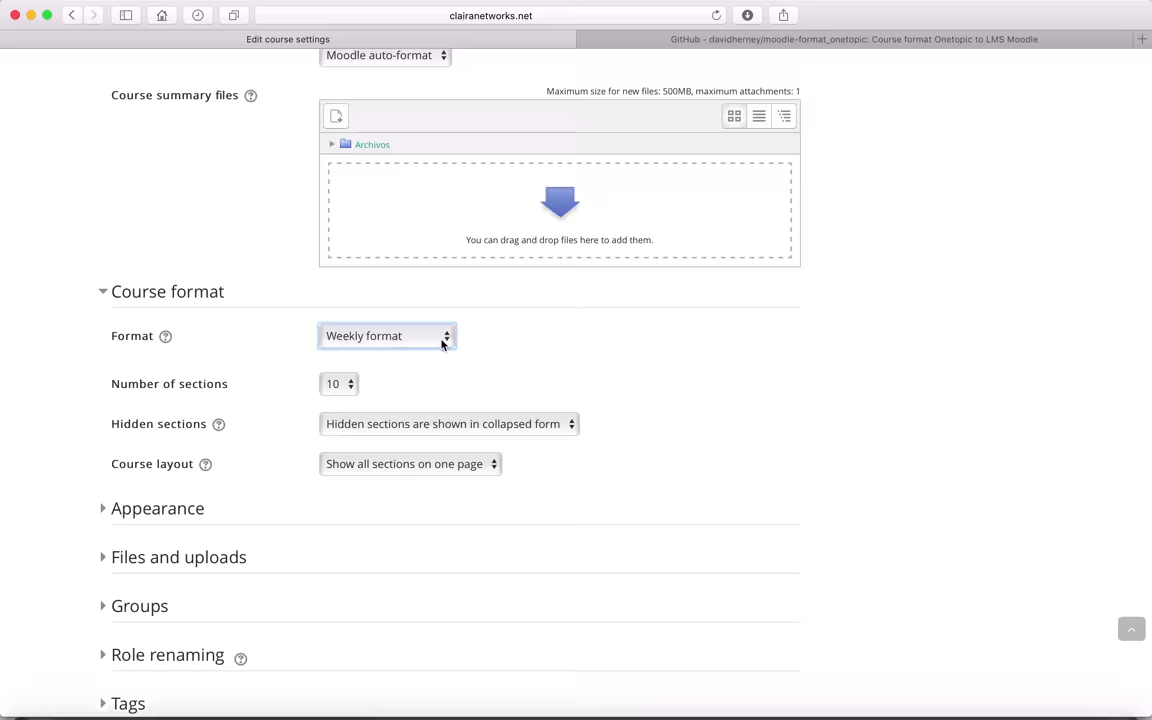 clairanetworks.net
Edit course settings
GitHub - davidherney/moodle-format_onetopic: Course format Onetopic to LMS Moodle
Moodle auto-format
Course summary files
Maximum size for new files: 500MB, maximum attachments: 1
Archivos
You can drag and drop files here to add them.
Course format
Format
Weekly format
Number of sections
10
Hidden sections
Hidden sections are shown in collapsed form
Course layout
Show all sections on one page
Appearance
Files and uploads
Groups
Role renaming
Tags